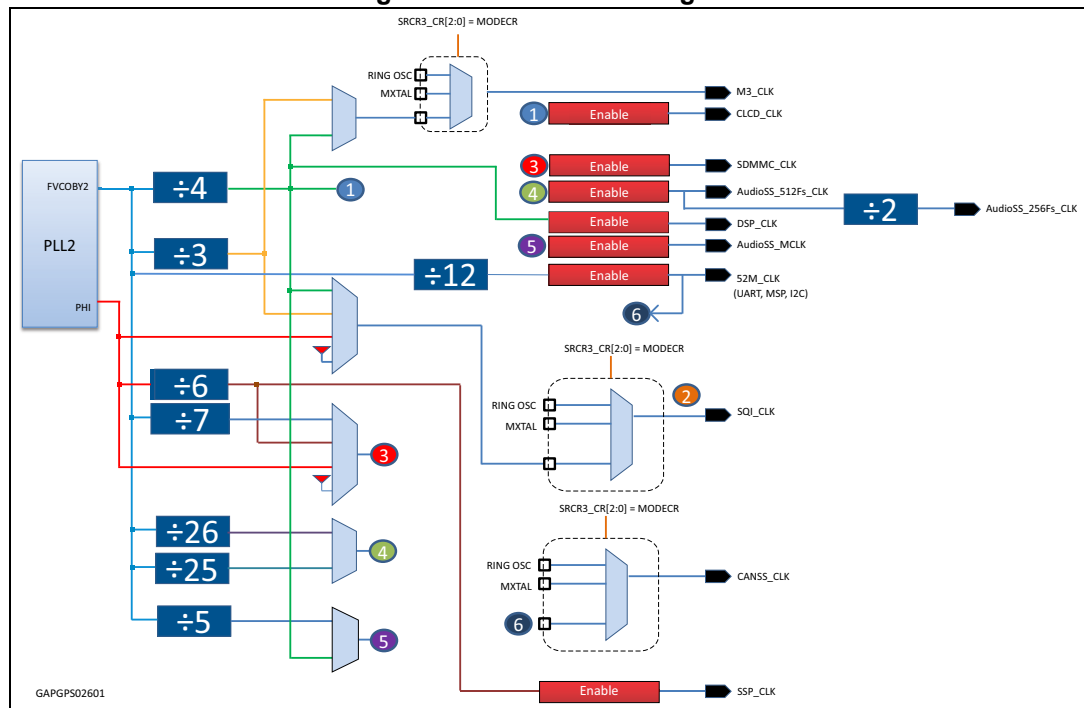 SRCR3_CR[2:0] = MODECR
RING OSC
MXTAL
M3_CLK
1
Enable
CLCD_CLK
3
Enable
SDMMC_CLK
FVCOBY2
÷4
1
4
Enable
AudioSS_512Fs_CLK
÷2
AudioSS_256Fs_CLK
Enable
DSP_CLK
PLL2
÷3
5
Enable
AudioSS_MCLK
÷12
Enable
52M_CLK
(UART, MSP, I2C)
PHI
6
SRCR3_CR[2:0] = MODECR
÷6
RING OSC
MXTAL
2
SQI_CLK
÷7
3
SRCR3_CR[2:0] = MODECR
÷26
4
÷25
RING OSC
MXTAL
CANSS_CLK
÷5
6
5
GAPGPS02601
Enable
SSP_CLK